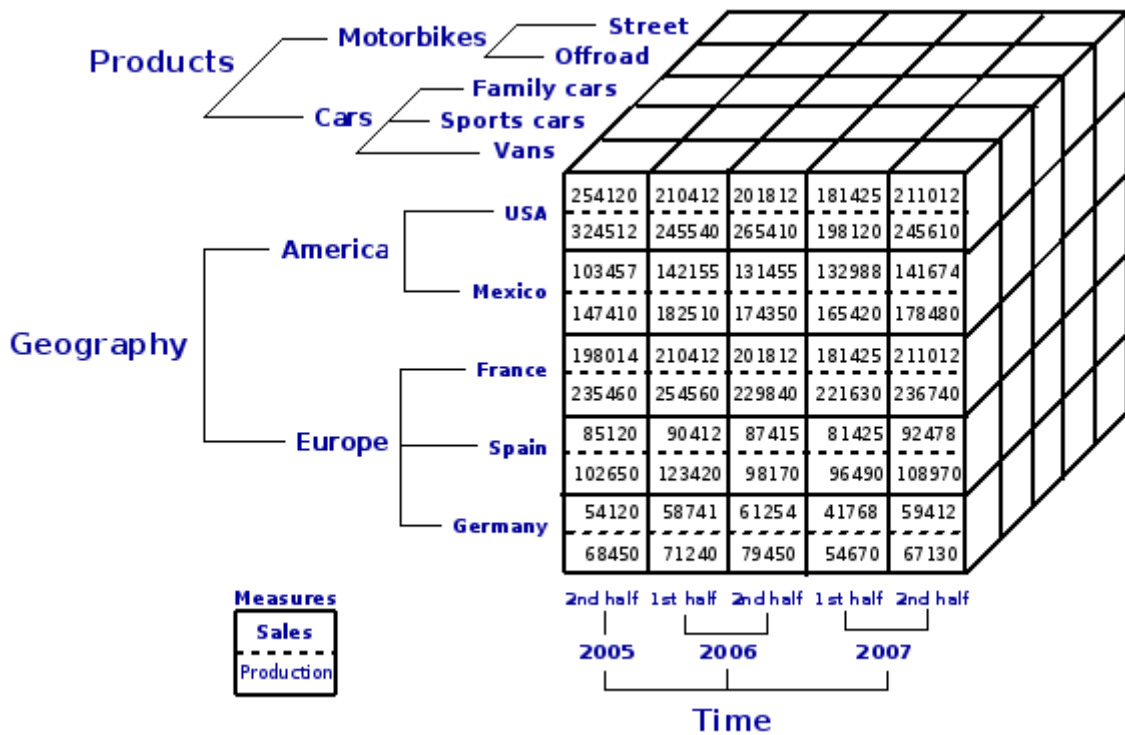 Products
Motorbikes
Street
Offroad
Cars
Family cars
Sports cars
Vans
Geography
America
USA
254120 210412 201812 181425 211012
324512 245540 265410 198120 245610
Mexico
103457 142155 131455 132988 141674
147410 182510 174350 165420 178480
Europe
France
198014 210412 201812 181425 211012
235460 254560 229840 221630 236740
Spain
85120 90412 87415 81425 92478
102650 123420 98170 96490 108970
Germany
54120 58741 61254 41768 59412
68450 71240 79450 54670 67130
Measures
Sales
Production
2nd half 1st half 2nd half 1st half 2nd half
2005 2006 2007
Time